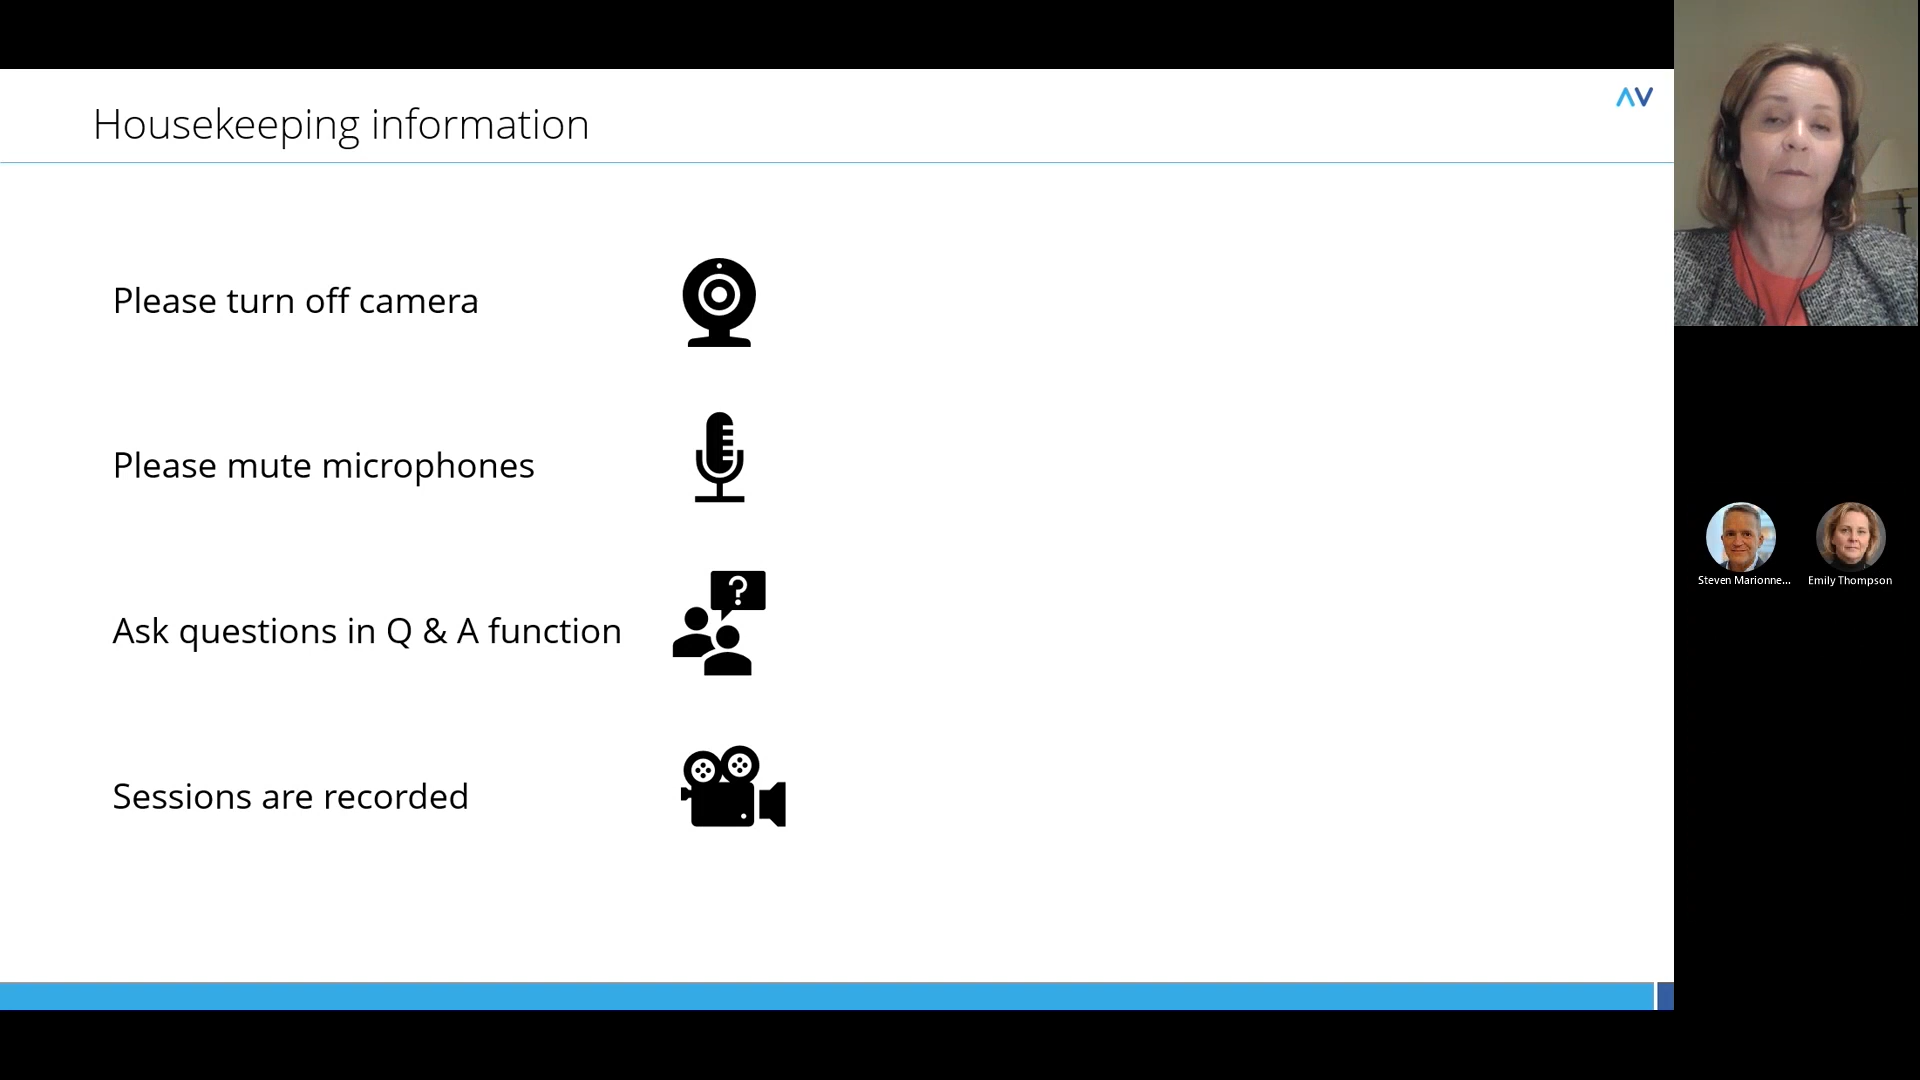 Housekeeping information
AV
Please turn off camera
Please mute microphones
Ask questions in Q & A function
?
Sessions are recorded
Steven Marionne...
Emily Thompson